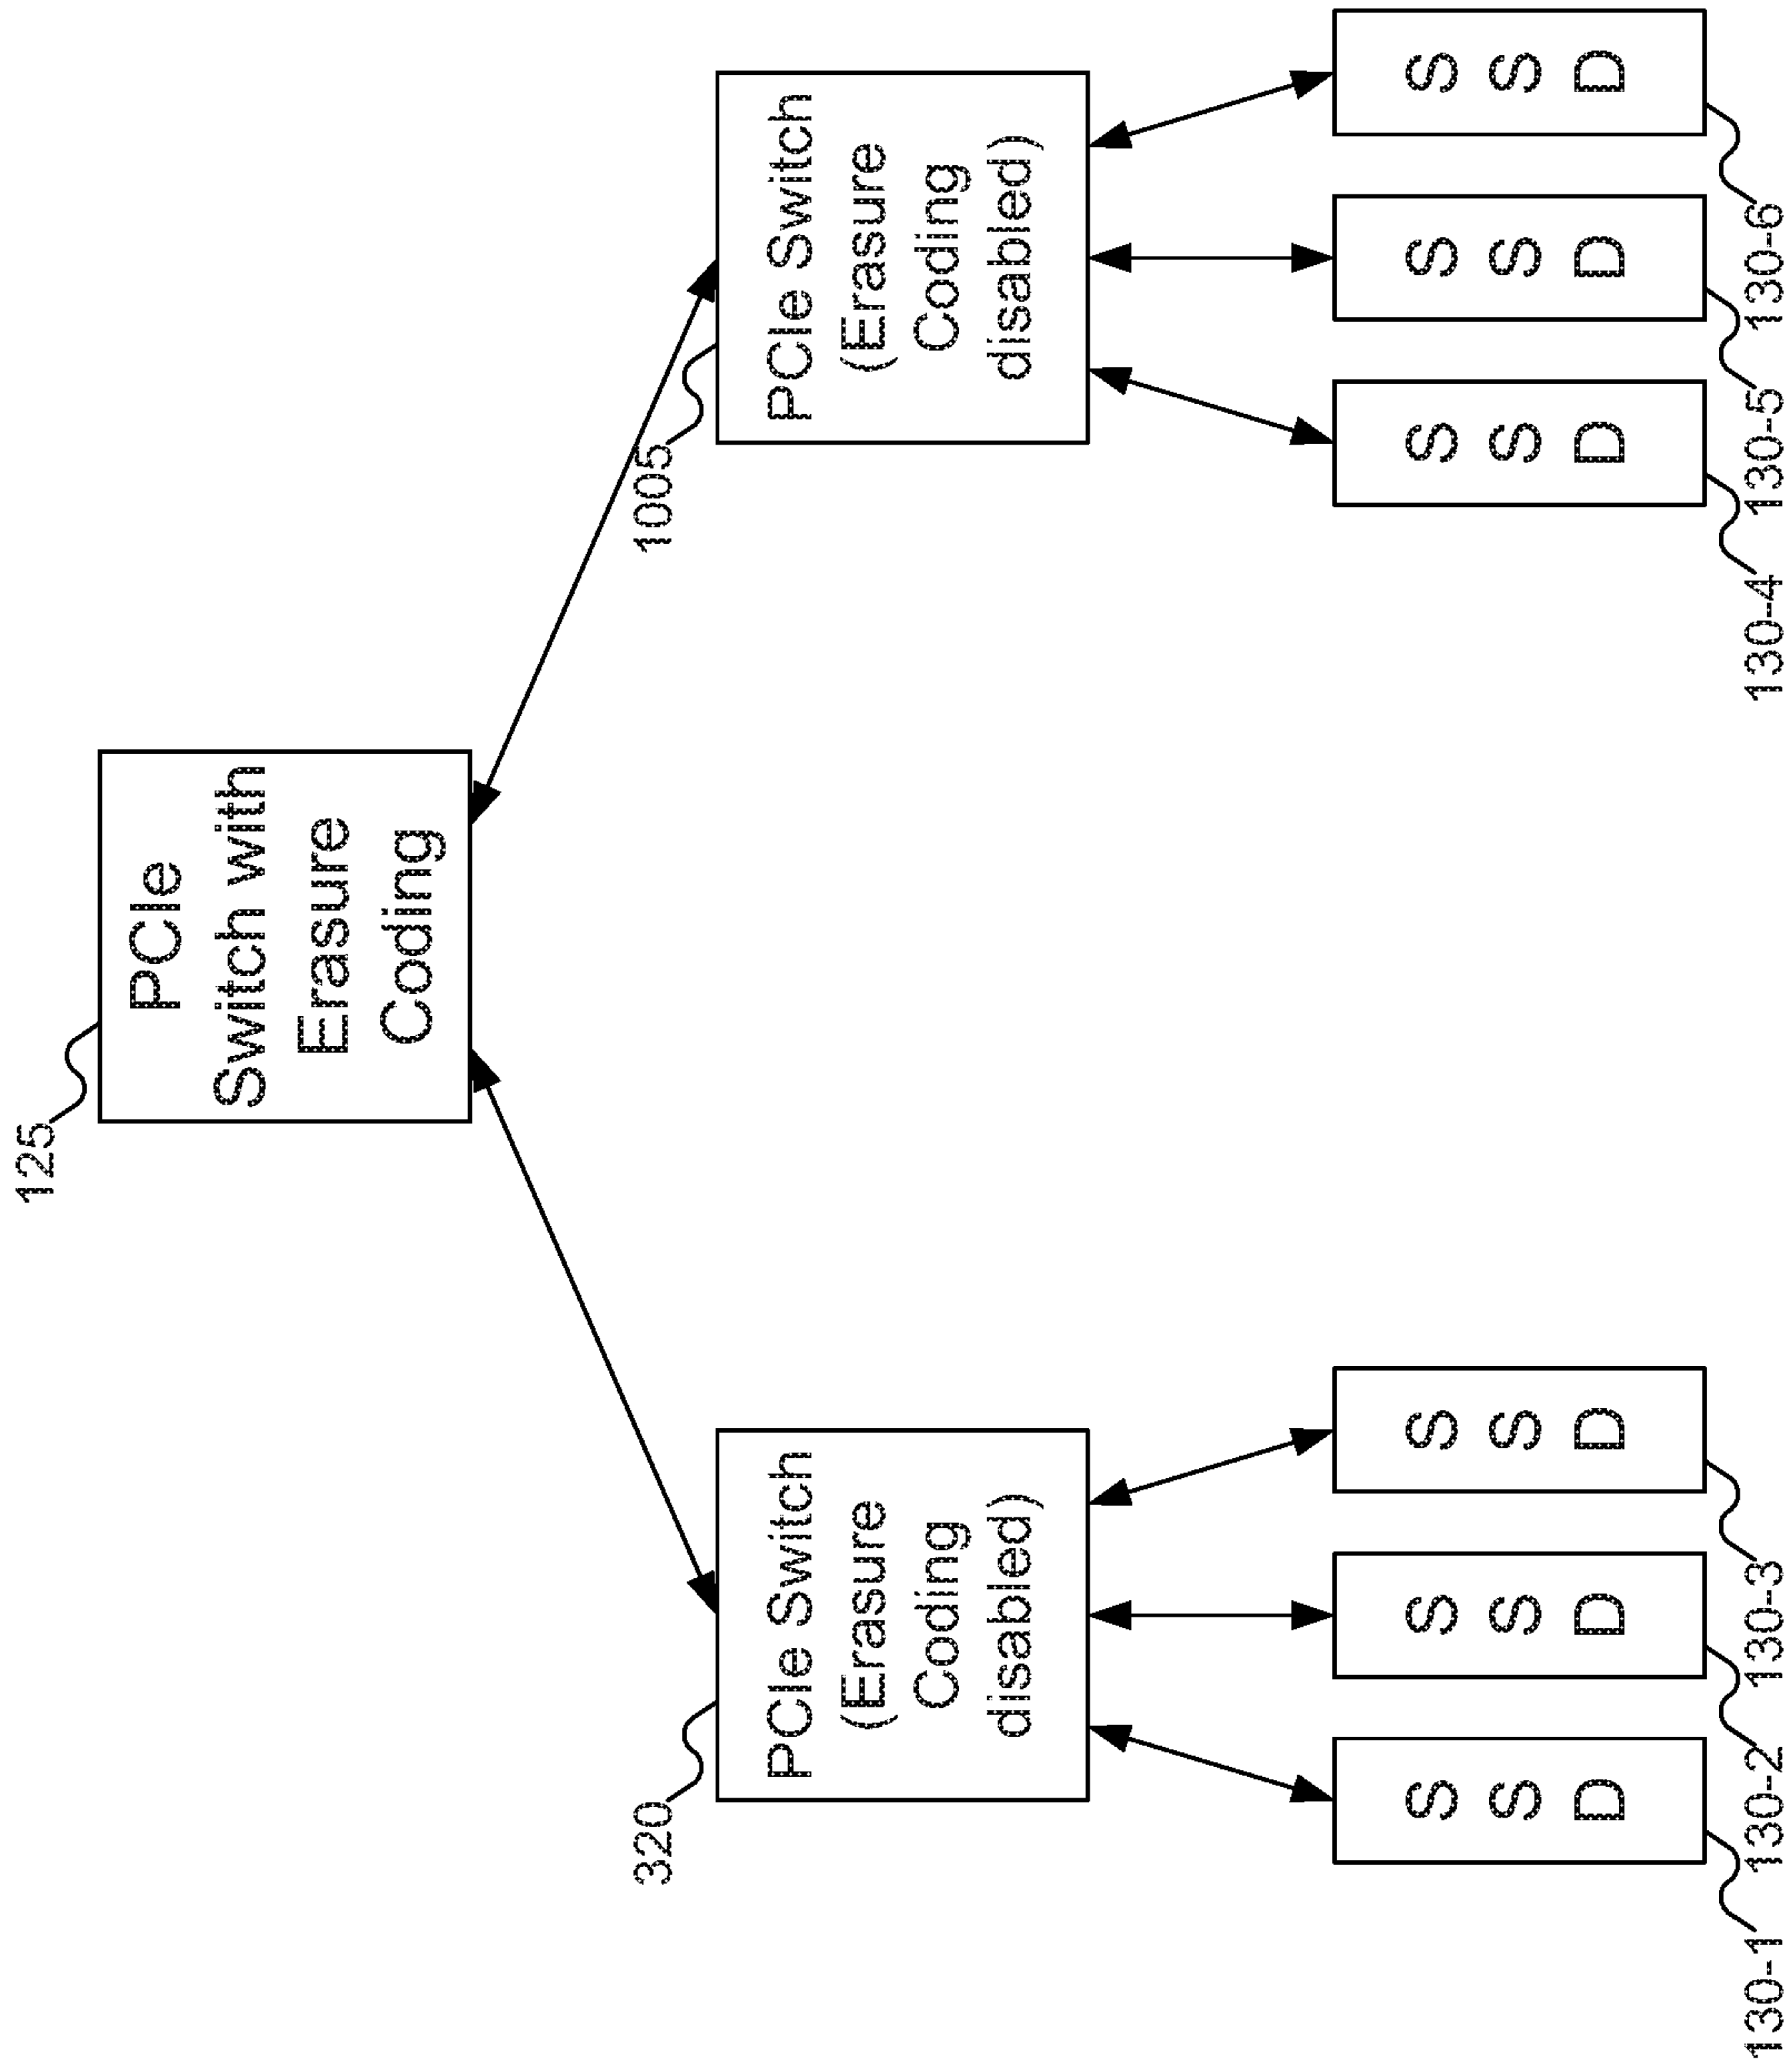 125
PCIe
Switch with
Erasure
Coding
320
PCIe Switch
(Erasure
Coding
disabled)
1005
PCIe Switch
(Erasure
Coding
disabled)
S
S
D
130-1
S
S
D
130-2
S
S
D
130-3
S
S
D
130-4
S
S
D
130-5
S
S
D
130-6